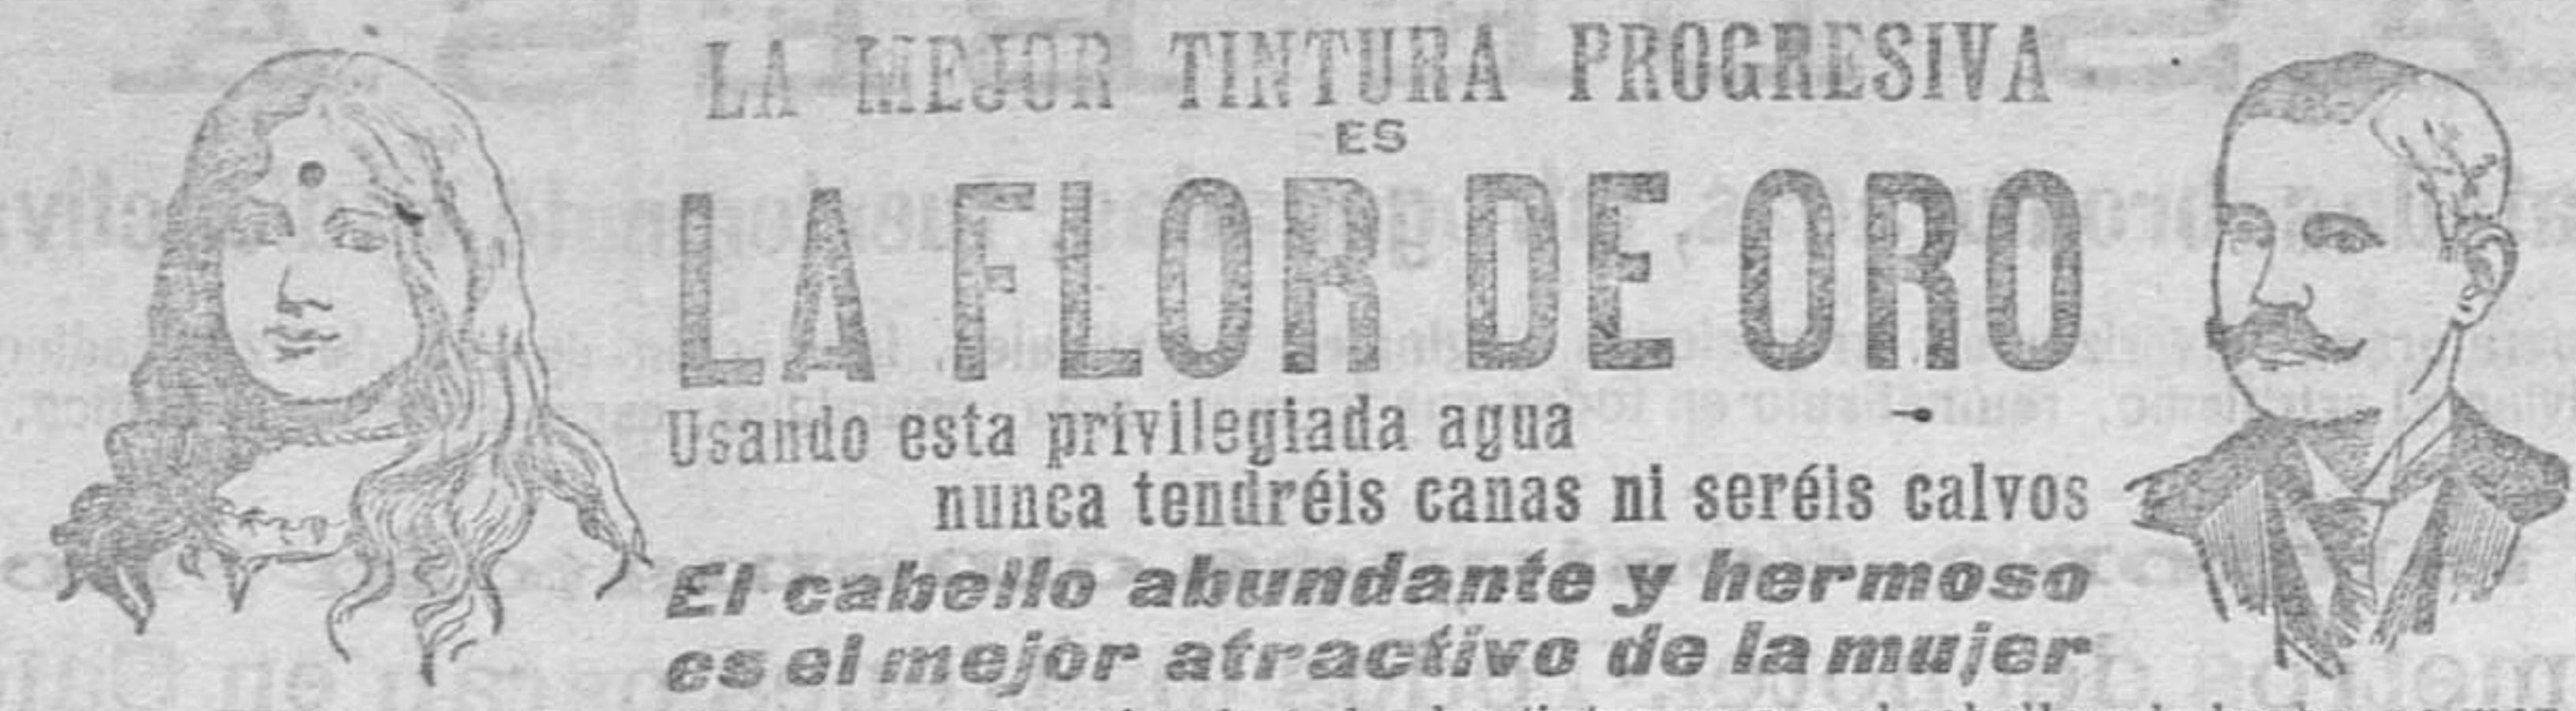 LA MEJOR TINTURA PROGRESIVA
ES
LA FLOR DE ORO
Usando esta privilegiada agua
nunca tendréis canas ni seréis calvos
El cabello abundante y hermoso
es el mejor atractivo de la mujer